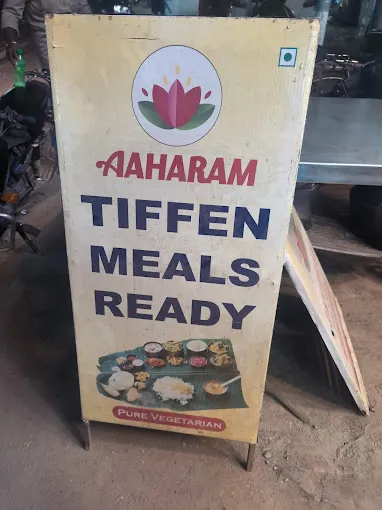 AAHARAM
TIFFEN
MEALS
READY
PURE VEGETARIAN